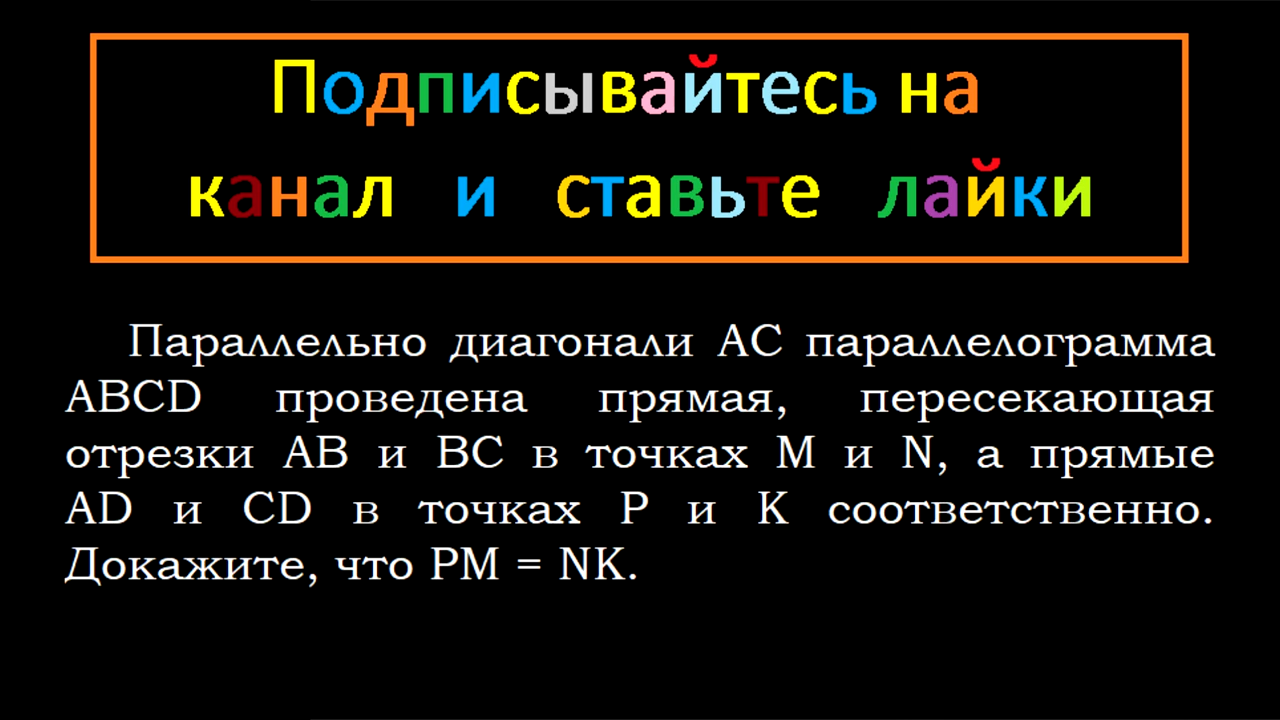 Подписывайтесь на
канал и ставьте лайки
Параллельно диагонали AC параллелограмма
ABCD проведена прямая, пересекающая
отрезки AB и BC в точках M и N, а прямые
AD и CD в точках P и K соответственно.
Докажите, что PM = NK.